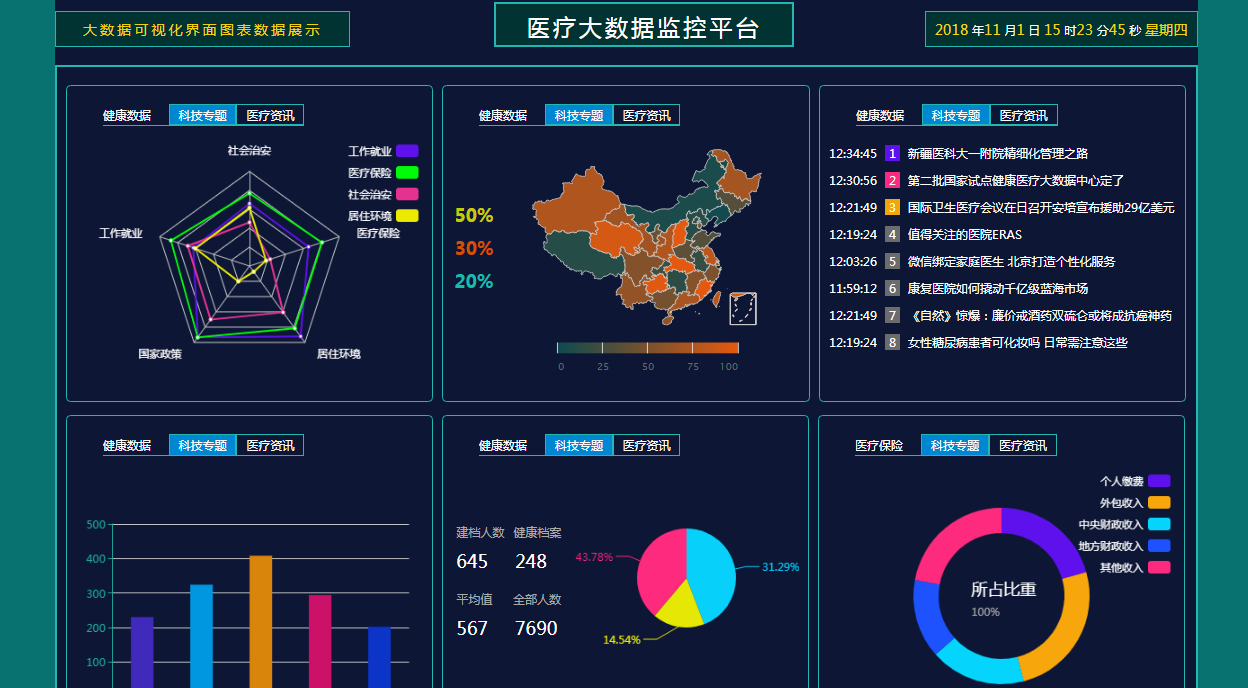 大数据可视化界面图表数据展示
医疗大数据监控平台
2018 年11 月1 日 15 时23 分45 秒 星期四
健康数据 科技专题 医疗资讯
社会治安
工作就业
医疗保险
社会治安
居住环境
工作就业
医疗保险
国家政策
居住环境
健康数据 科技专题 医疗资讯
50%
30%
20%
0 25 50 75 100
健康数据 科技专题 医疗资讯
12:34:45 1 新疆医科大一附院精细化管理之路
12:30:56 2 第二批国家试点健康医疗大数据中心定了
12:21:49 3 国际卫生医疗会议在日召开安培宣布援助29亿美元
12:19:24 4 值得关注的医院ERAS
12:03:26 5 微信绑定家庭医生 北京打造个性化服务
11:59:12 6 康复医院如何撬动千亿级蓝海市场
12:21:49 7 《自然》惊爆：廉价戒酒药双硫仑或将成抗癌神药
12:19:24 8 女性糖尿病患者可化妆吗 日常需注意这些
健康数据 科技专题 医疗资讯
500
400
300
200
100
健康数据 科技专题 医疗资讯
建档人数 健康档案
645 248
平均值 全部人数
567 7690
43.78%
31.29%
14.54%
医疗保险 科技专题 医疗资讯
个人缴费
外包收入
中央财政收入
地方财政收入
其他收入
所占比重
100%